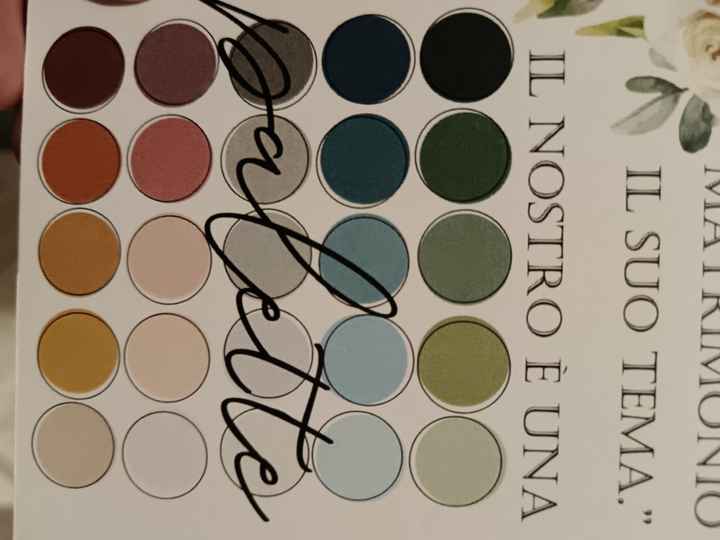 MATRIMONIO
IL SUO TEMA."
IL NOSTRO È UNA
palette